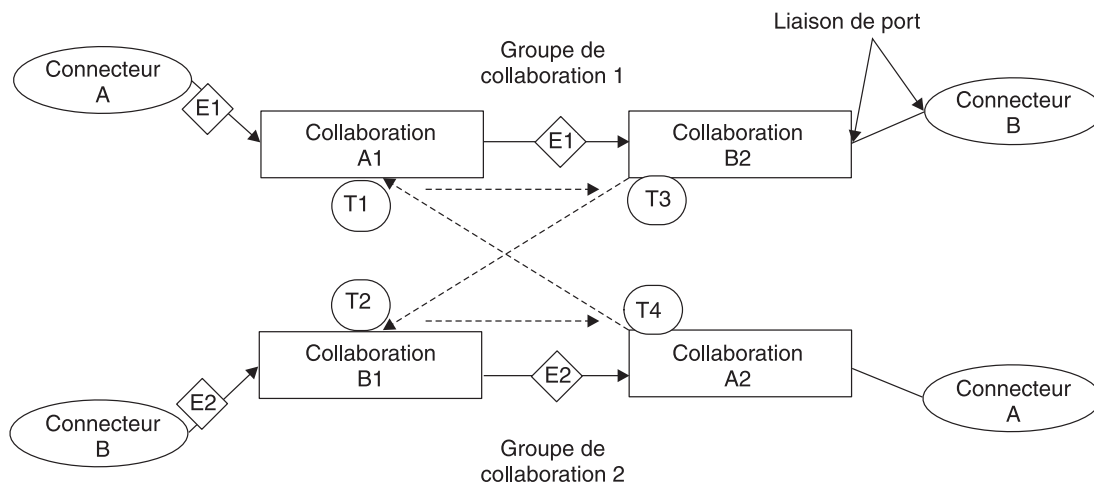 Liaison de port
Groupe de
collaboration 1
Connecteur
A
E1
Collaboration
A1
E1
Collaboration
B2
Connecteur
B
T1
T3
T2
T4
Collaboration
B1
E2
Collaboration
A2
E2
Connecteur
B
Connecteur
A
Groupe de
collaboration 2